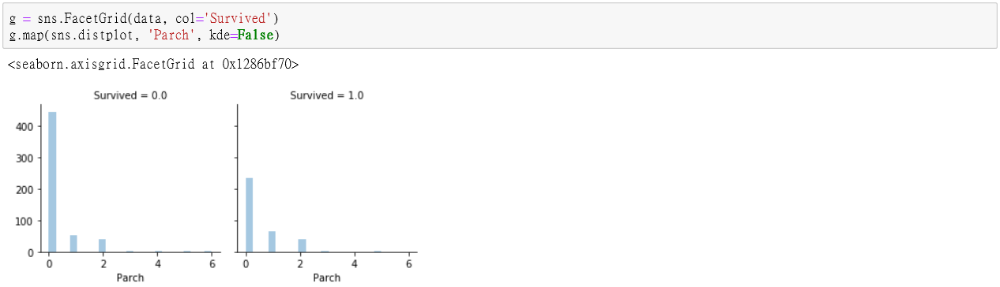 g = sns.FacetGrid(data, col='Survived')
g.map(sns.distplot, 'Parch', kde=False)
<seaborn.axisgrid.FacetGrid at 0x1286bf70>
Survived = 0.0
Survived = 1.0
400
300
200
100
0
0 2 4 6
0 2 4 6
Parch
Parch